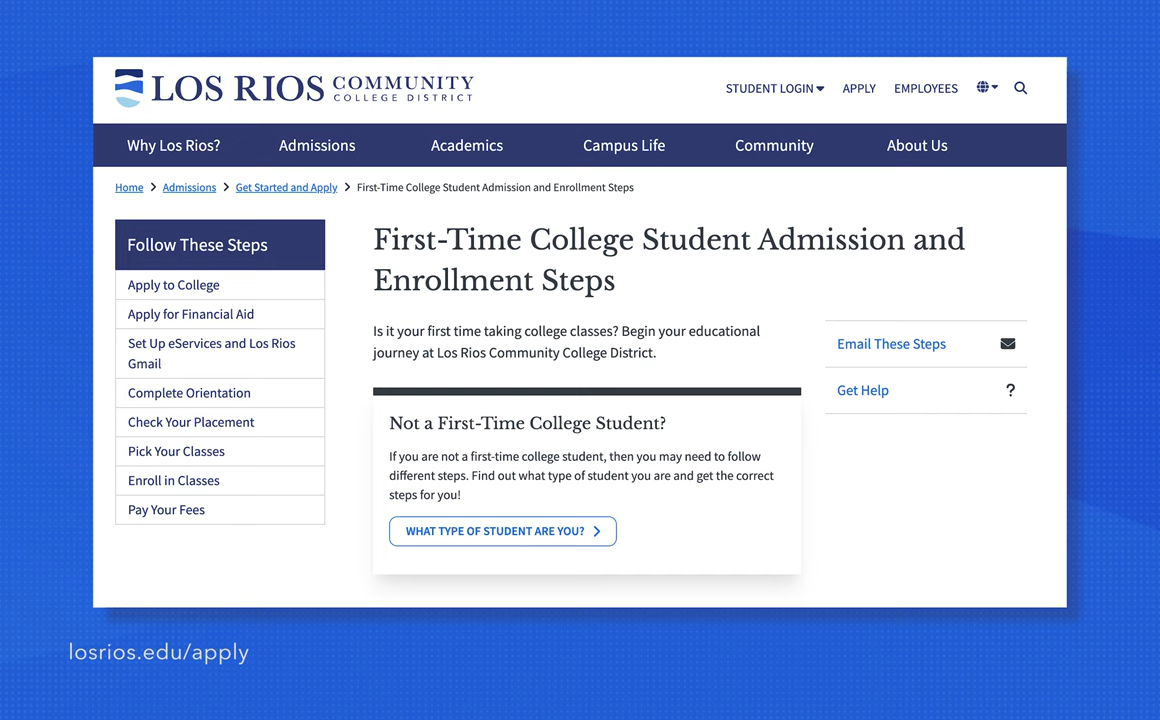 LOS RIOS COMMUNITY
COLLEGE DISTRICT
STUDENT LOGIN
APPLY
EMPLOYEES
Why Los Rios?
Admissions
Academics
Campus Life
Community
About Us
Home > Admissions > Get Started and Apply > First-Time College Student Admission and Enrollment Steps
Follow These Steps
Apply to College
Apply for Financial Aid
Set Up eServices and Los Rios
Gmail
Complete Orientation
Check Your Placement
Pick Your Classes
Enroll in Classes
Pay Your Fees
First-Time College Student Admission and
Enrollment Steps
Is it your first time taking college classes? Begin your educational
journey at Los Rios Community College District.
Not a First-Time College Student?
If you are not a first-time college student, then you may need to follow
different steps. Find out what type of student you are and get the correct
steps for you!
WHAT TYPE OF STUDENT ARE YOU? >
Email These Steps
Get Help ?
losrios.edu/apply